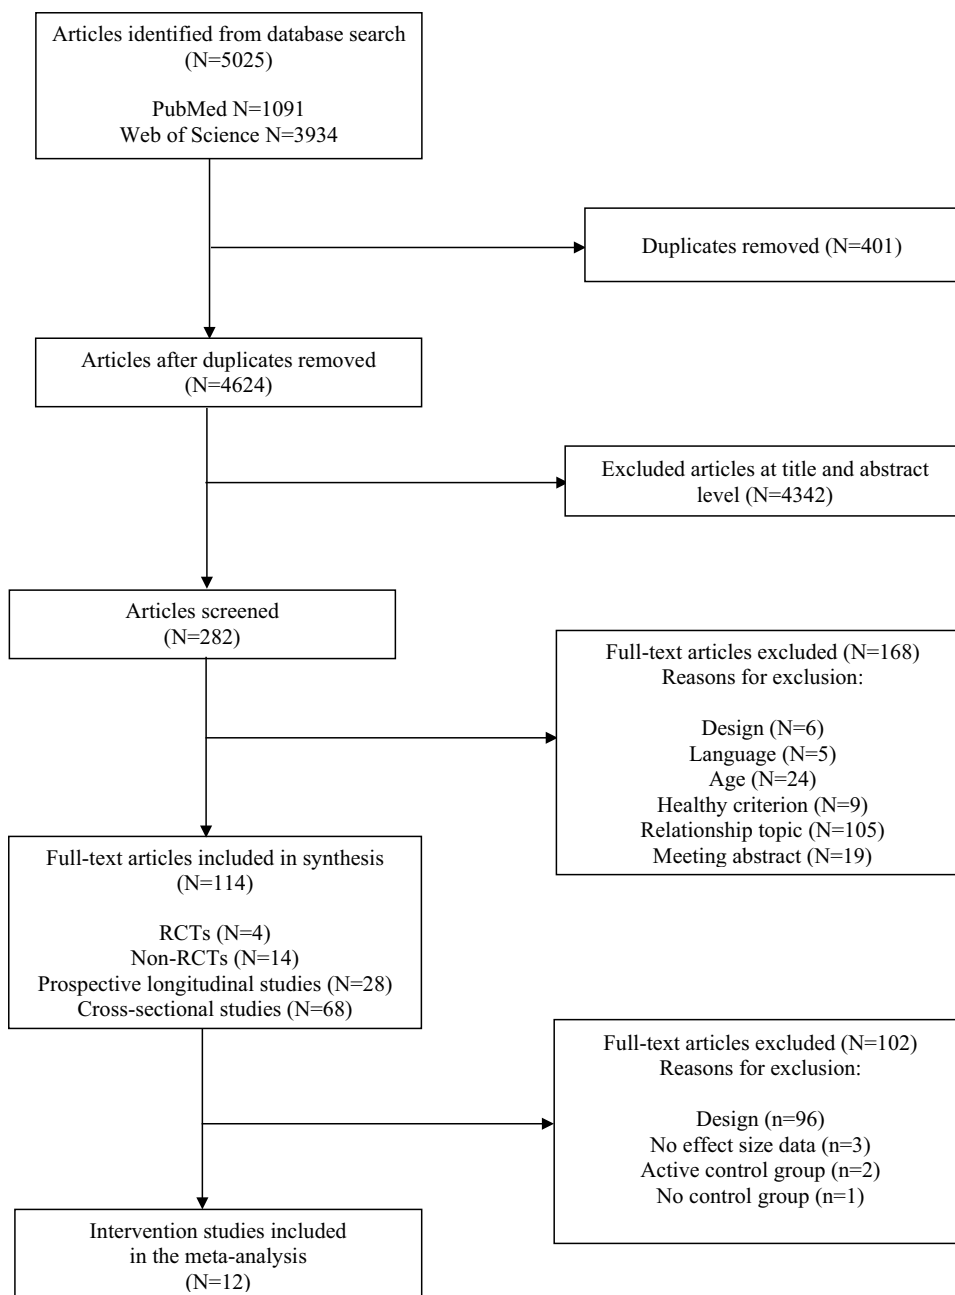 Articles identified from database search
(N=5025)
PubMed N=1091
Web of Science N=3934
Duplicates removed (N=401)
Articles after duplicates removed
(N=4624)
Excluded articles at title and abstract
level (N=4342)
Articles screened
(N=282)
Full-text articles excluded (N=168)
Reasons for exclusion:
Design (N=6)
Language (N=5)
Age (N=24)
Healthy criterion (N=9)
Relationship topic (N=105)
Meeting abstract (N=19)
Full-text articles included in synthesis
(N=114)
RCTs (N=4)
Non-RCTs (N=14)
Prospective longitudinal studies (N=28)
Cross-sectional studies (N=68)
Full-text articles excluded (N=102)
Reasons for exclusion:
Design (n=96)
No effect size data (n=3)
Active control group (n=2)
No control group (n=1)
Intervention studies included
in the meta-analysis
(N=12)